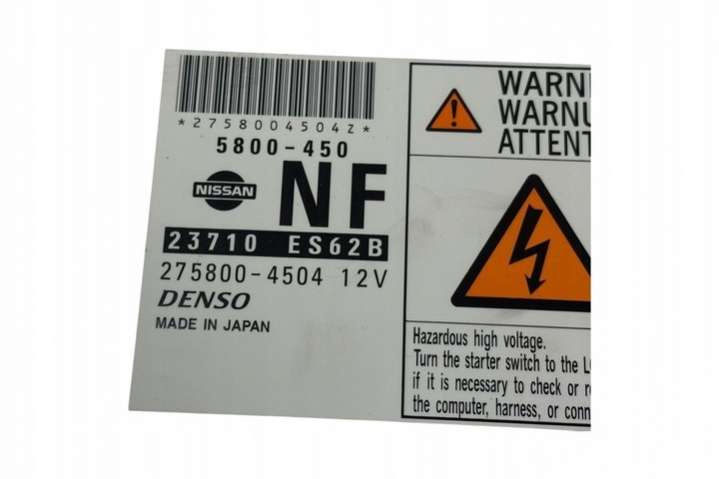 *2758004504Z*
5800-450
NISSAN
NF
23710 ES62B
275800-4504 12V
DENSO
MADE IN JAPAN
WARN
WARNU
ATTENT
Hazardous high voltage.
Turn the starter switch to the L
if it is necessary to check or r
the computer, harness, or conn